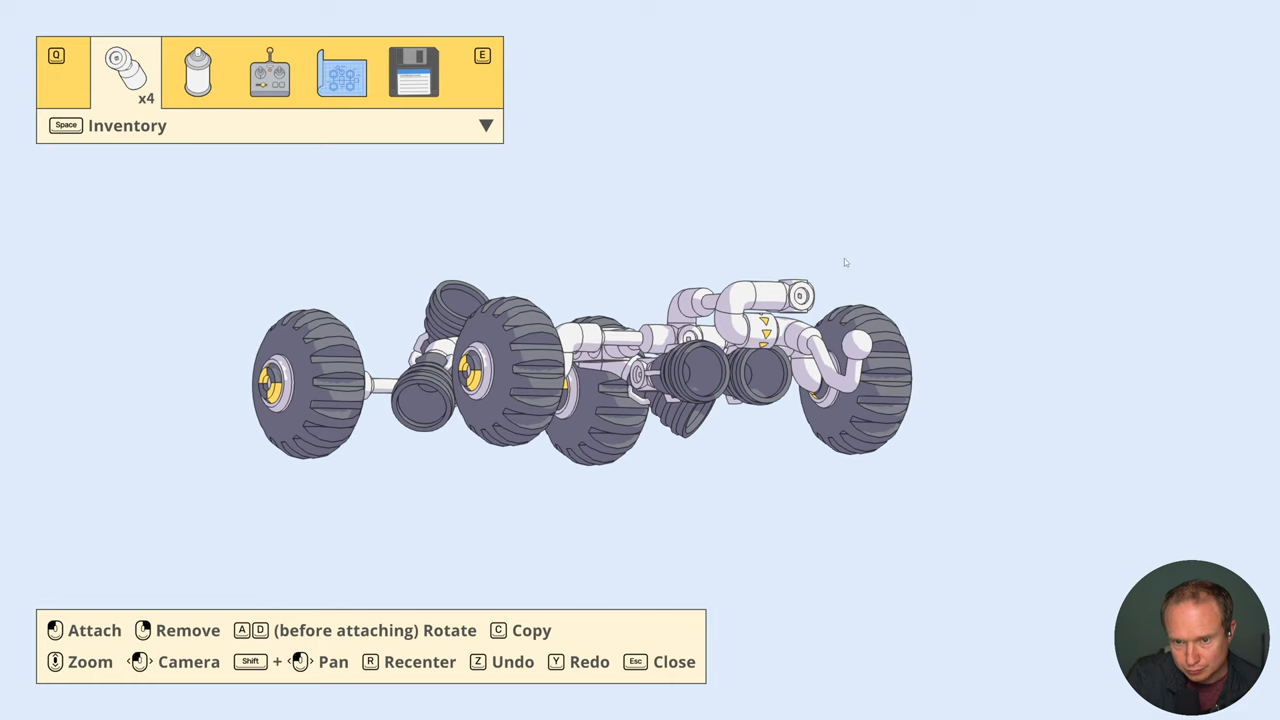 Q
x4
E
Space Inventory
Attach Remove A D (before attaching) Rotate C Copy
Zoom Camera Shift + Pan R Recenter Z Undo Y Redo Esc Close